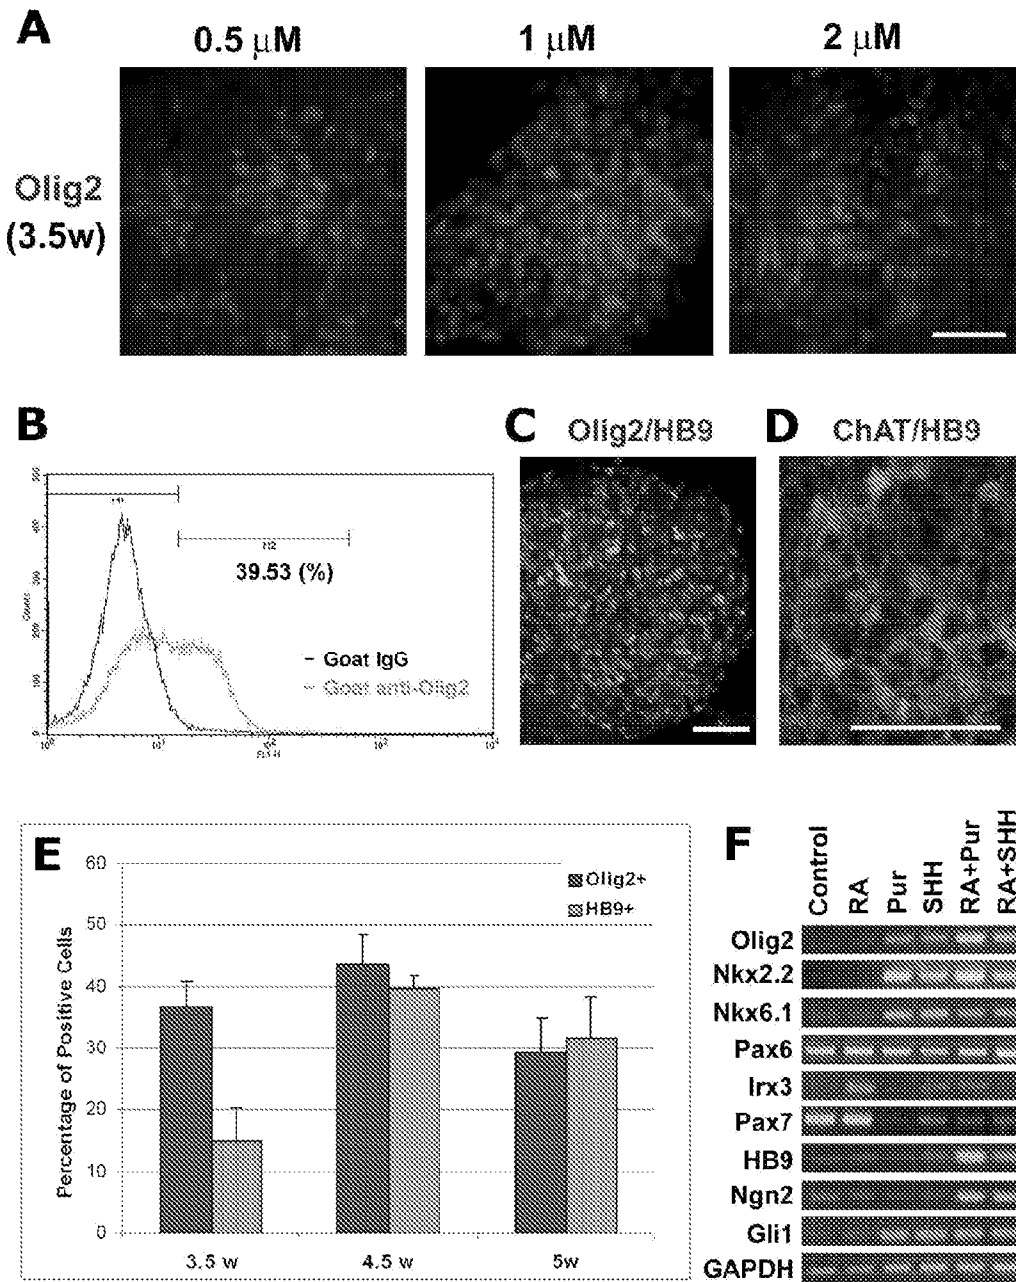 A
0.5 µM
1 µM
2 µM
Olig2
(3.5w)
B
39.53 (%)
Counts
Goat IgG
Goat anti-Olig2
C
Olig2/HB9
D
ChAT/HB9
E
Percentage of Positive Cells
60
50
40
30
20
10
0
Olig2+
HB9+
3.5 w
4.5 w
5w
F
Control
RA
Pur
SHH
RA+Pur
RA+SHH
Olig2
Nkx2.2
Nkx6.1
Pax6
Irx3
Pax7
HB9
Ngn2
Gli1
GAPDH